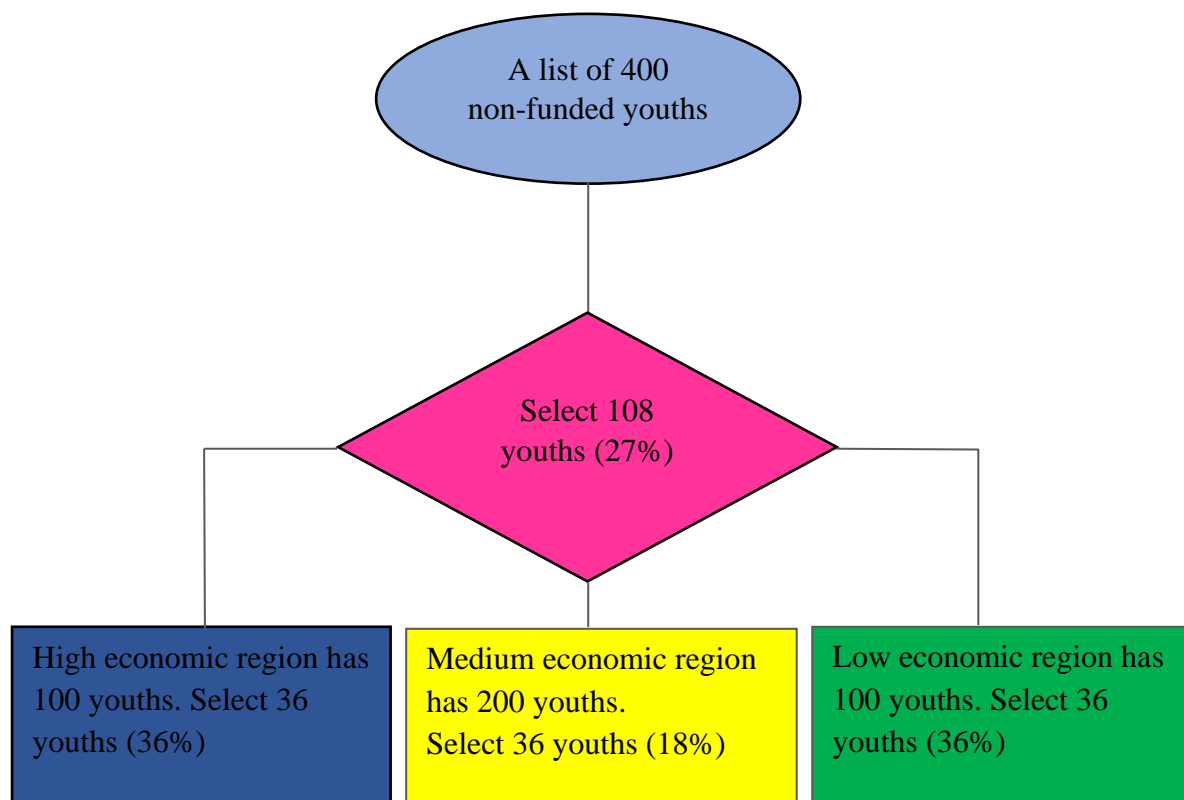 A list of 400
non-funded youths
Select 108
youths (27%)
High economic region has
100 youths. Select 36
youths (36%)
Medium economic region
has 200 youths.
Select 36 youths (18%)
Low economic region has
100 youths. Select 36
youths (36%)